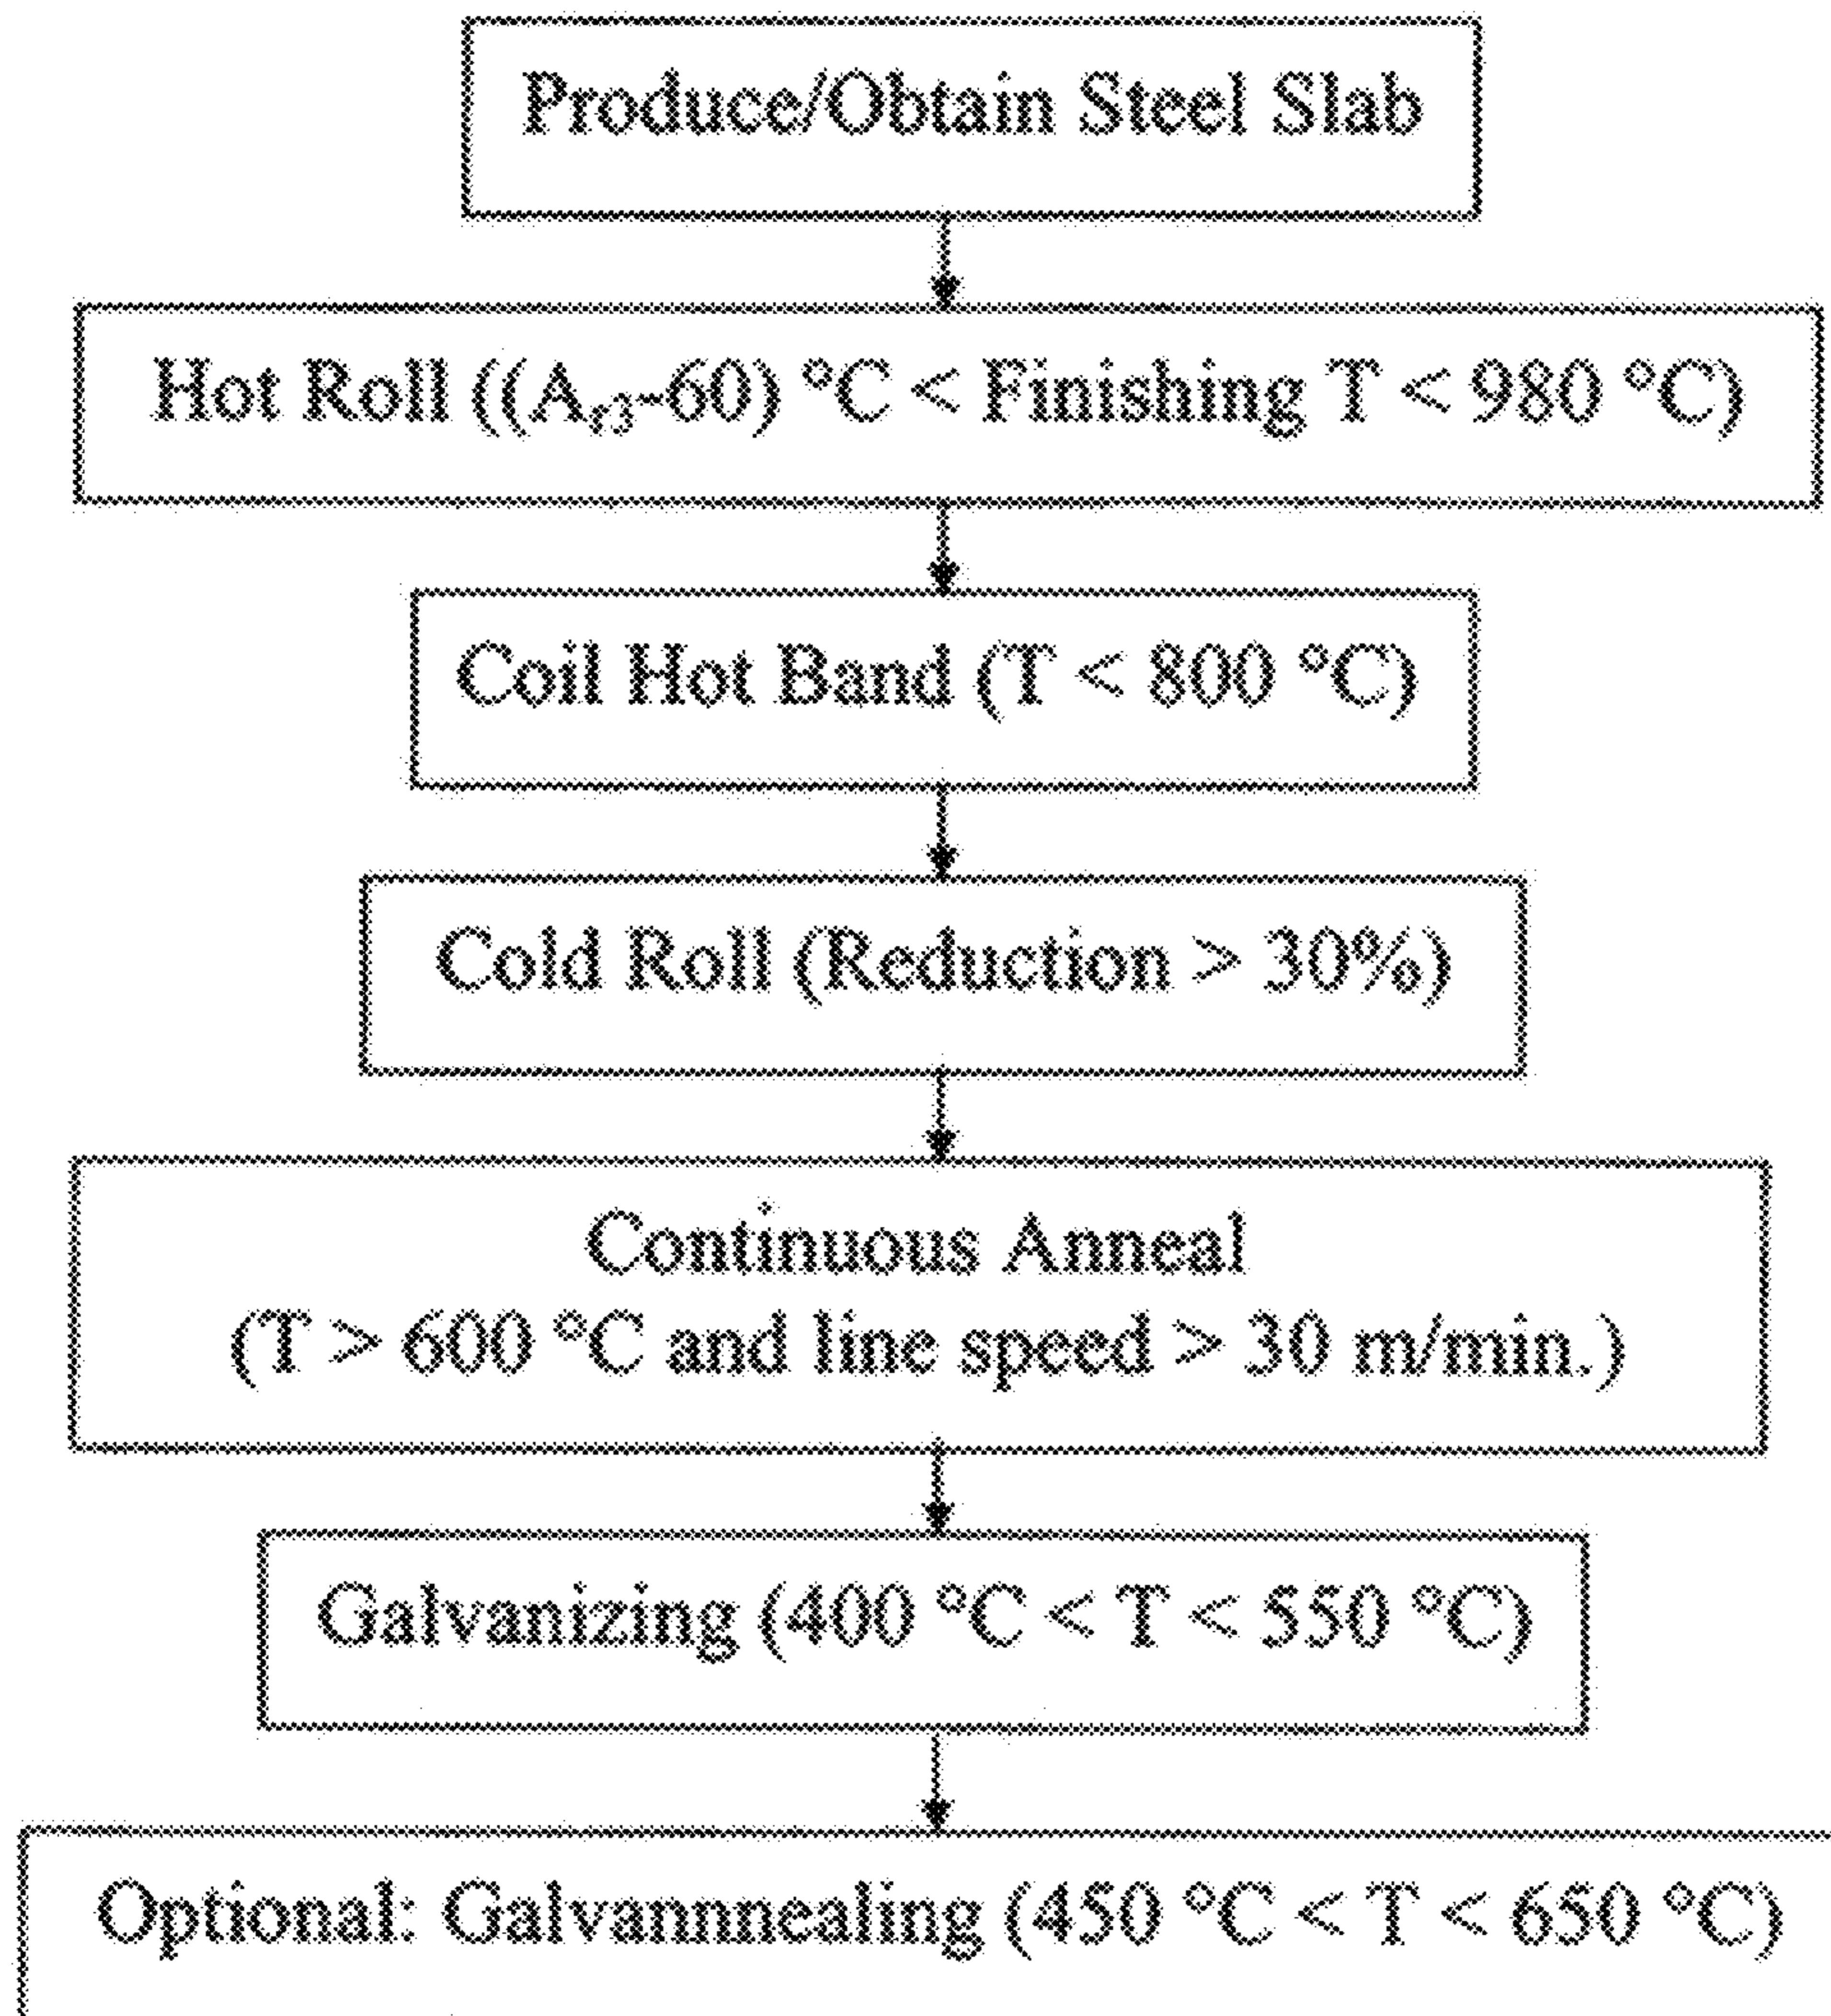 Produce/Obtain Steel Slab
Hot Roll ((Ar3-60) °C < Finishing T < 980 °C)
Coil Hot Band (T < 800 °C)
Cold Roll (Reduction > 30%)
Continuous Anneal
(T > 600 °C and line speed > 30 m/min.)
Galvanizing (400 °C < T < 550 °C)
Optional: Galvannnealing (450 °C < T < 650 °C)